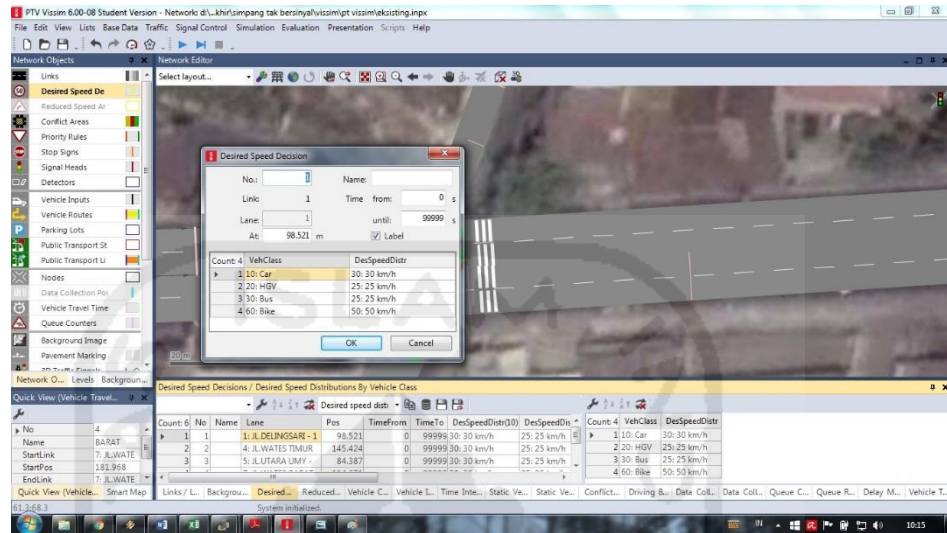 PTV Vissim 6.00-08 Student Version - Network: d:\...khir\simpang tak bersinyal\vissim\pt vissim\eksisting.inpx
File Edit View Lists Base Data Traffic Signal Control Simulation Evaluation Presentation Scripts Help
Network Objects
Network Editor
Select layout...
Links
Desired Speed De
Reduced Speed Ar
Conflict Areas
Priority Rules
Stop Signs
Signal Heads
Detectors
Vehicle Inputs
Vehicle Routes
Parking Lots
Public Transport St
Public Transport Li
Nodes
Data Collection Poi
Vehicle Travel Time
Queue Counters
Background Image
Pavement Marking
3D Traffic Signals
Network O... Levels Backgroun...
Desired Speed Decision
No.: 1 Name:
Link: 1 Time from: 0 s
Lane: 1 until: 99999 s
At: 98.521 m Label
Count: 4 VehClass DesSpeedDistr
1 10: Car 30: 30 km/h
2 20: HGV 25: 25 km/h
3 30: Bus 25: 25 km/h
4 60: Bike 50: 50 km/h
OK Cancel
20 m
ISLAM
Quick View (Vehicle Travel...
No 4
Name BARAT
StartLink 7: JL.WATE
StartPos 181.968
EndLink 7: JL.WATE
Quick View (Vehicle... Smart Map
Desired Speed Decisions / Desired Speed Distributions By Vehicle Class
Desired speed disti
Count: 6 No Name Lane Pos TimeFrom TimeTo DesSpeedDistr(10) DesSpeedDis
1 1 1: JL.DELINGSARI - 1 98.521 0 99999 30: 30 km/h 25: 25 km/h
2 2 4: JL.WATES TIMUR 145.424 0 99999 30: 30 km/h 25: 25 km/h
3 3 5: JL.UTARA UMY - 84.387 0 99999 30: 30 km/h 25: 25 km/h
Count: 4 VehClass DesSpeedDistr
1 10: Car 30: 30 km/h
2 20: HGV 25: 25 km/h
3 30: Bus 25: 25 km/h
4 60: Bike 50: 50 km/h
Links / L... Backgrou... Desired... Reduced... Vehicle C... Vehicle I... Time Inte... Static Ve... Static Ve... Conflict... Driving B... Data Coll... Data Coll... Queue C... Queue R... Delay M... Vehicle T...
61.3:68.3 System initialized.
IN 10:15